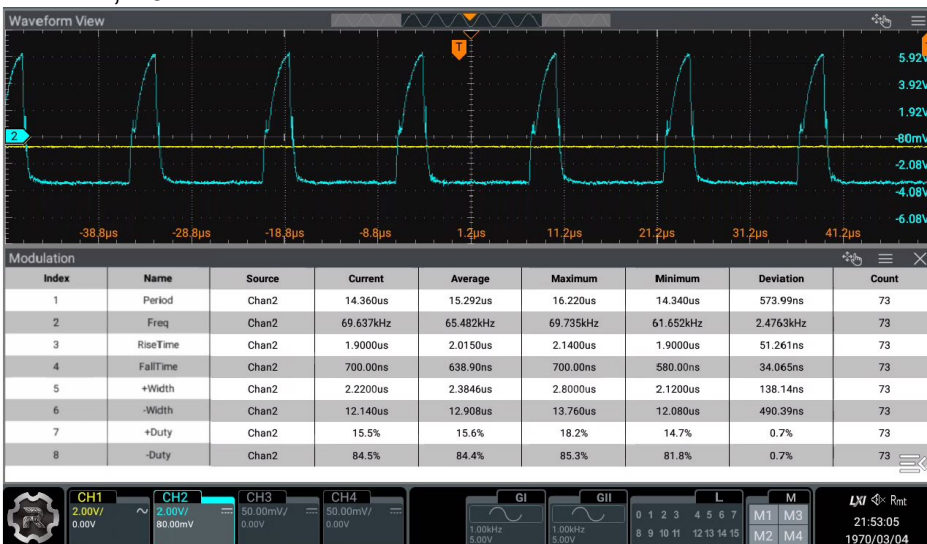 Waveform View
T
5.92V
3.92V
1.92V
2
-80mV
-2.08V
-4.08V
-6.08V
-38.8µs -28.8µs -18.8µs -8.8µs 1.2µs 11.2µs 21.2µs 31.2µs 41.2µs
Modulation
Index Name Source Current Average Maximum Minimum Deviation Count
1 Period Chan2 14.360us 15.292us 16.220us 14.340us 573.99ns 73
2 Freq Chan2 69.637kHz 65.482kHz 69.735kHz 61.652kHz 2.4763kHz 73
3 RiseTime Chan2 1.9000us 2.0150us 2.1400us 1.9000us 51.261ns 73
4 FallTime Chan2 700.00ns 638.90ns 700.00ns 580.00ns 34.065ns 73
5 +Width Chan2 2.2200us 2.3846us 2.8000us 2.1200us 138.14ns 73
6 -Width Chan2 12.140us 12.908us 13.760us 12.080us 490.39ns 73
7 +Duty Chan2 15.5% 15.6% 18.2% 14.7% 0.7% 73
8 -Duty Chan2 84.5% 84.4% 85.3% 81.8% 0.7% 73
CH1 CH2 CH3 CH4 GI GII L M
2.00V/ 2.00V/ 50.00mV/ 50.00V/ 0 1 2 3 4 5 6 7 M1 M3 LXI Rmt
0.00V 80.00mV 0.00V 0.00V 1.00kHz 1.00kHz 8 9 10 11 12 13 14 15 M2 M4 21:53:05
5.00V 5.00V 1970/03/04